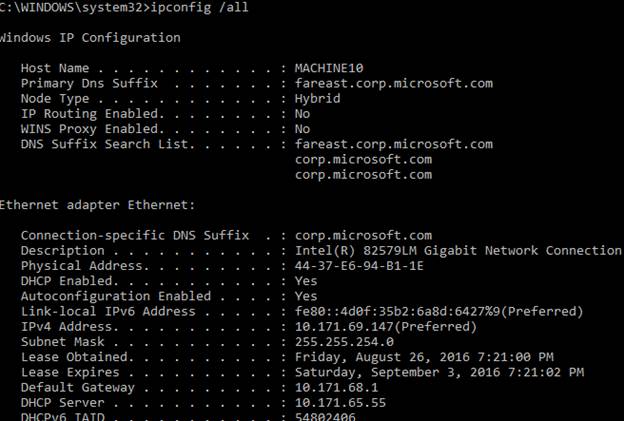 C:\WINDOWS\system32>ipconfig /all
Windows IP Configuration
Host Name . . . . . . . . . . . . : MACHINE10
Primary Dns Suffix . . . . . . . : fareast.corp.microsoft.com
Node Type . . . . . . . . . . . . : Hybrid
IP Routing Enabled. . . . . . . . : No
WINS Proxy Enabled. . . . . . . . : No
DNS Suffix Search List. . . . . . : fareast.corp.microsoft.com
corp.microsoft.com
corp.microsoft.com
Ethernet adapter Ethernet:
Connection-specific DNS Suffix . : corp.microsoft.com
Description . . . . . . . . . . . : Intel(R) 82579LM Gigabit Network Connection
Physical Address. . . . . . . . . : 44-37-E6-94-B1-1E
DHCP Enabled. . . . . . . . . . . : Yes
Autoconfiguration Enabled . . . . : Yes
Link-local IPv6 Address . . . . . : fe80::4d0f:35b2:6a8d:6427%9(Preferred)
IPv4 Address. . . . . . . . . . . : 10.171.69.147(Preferred)
Subnet Mask . . . . . . . . . . . : 255.255.254.0
Lease Obtained. . . . . . . . . . : Friday, August 26, 2016 7:21:00 PM
Lease Expires . . . . . . . . . . : Saturday, September 3, 2016 7:21:02 PM
Default Gateway . . . . . . . . . : 10.171.68.1
DHCP Server . . . . . . . . . . . : 10.171.65.55
DHCPv6 IAID . . . . . . . . . . . : 54802406